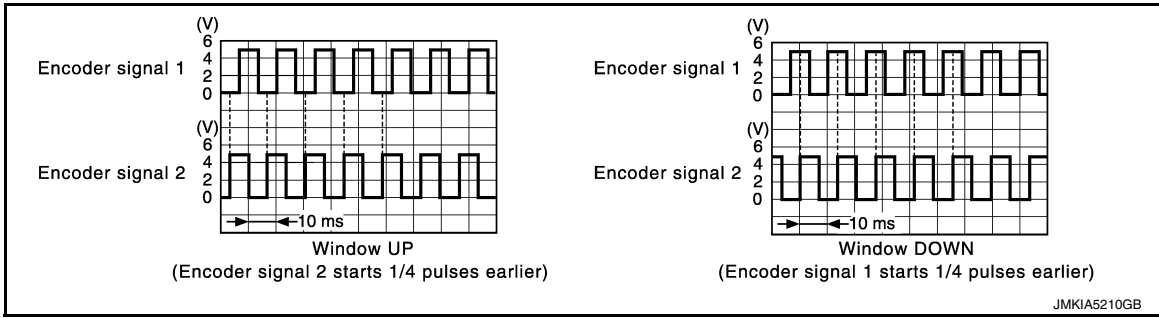 (V)
6
4
2
0
Encoder signal 1
(V)
6
4
2
0
Encoder signal 2
10 ms
Window UP
(Encoder signal 2 starts 1/4 pulses earlier)
(V)
6
4
2
0
Encoder signal 1
(V)
6
4
2
0
Encoder signal 2
10 ms
Window DOWN
(Encoder signal 1 starts 1/4 pulses earlier)
JMKIA5210GB